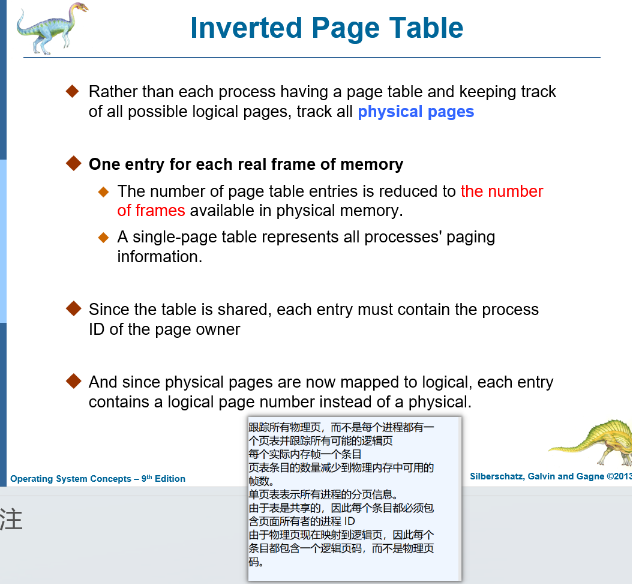 Inverted Page Table
Rather than each process having a page table and keeping track
of all possible logical pages, track all physical pages
One entry for each real frame of memory
The number of page table entries is reduced to the number
of frames available in physical memory.
A single-page table represents all processes' paging
information.
Since the table is shared, each entry must contain the process
ID of the page owner
And since physical pages are now mapped to logical, each entry
contains a logical page number instead of a physical.
跟踪所有物理页，而不是每个进程都有一
个页表并跟踪所有可能的逻辑页
每个实际内存帧一个条目
页表条目的数量减少到物理内存中可用的
帧数。
单页表表示所有进程的分页信息。
由于表是共享的，因此每个条目都必须包
含页面所有者的进程 ID
由于物理页现在映射到逻辑页，因此每个
条目都包含一个逻辑页码，而不是物理页
码。
Operating System Concepts – 9th Edition
Silberschatz, Galvin and Gagne ©2013
注